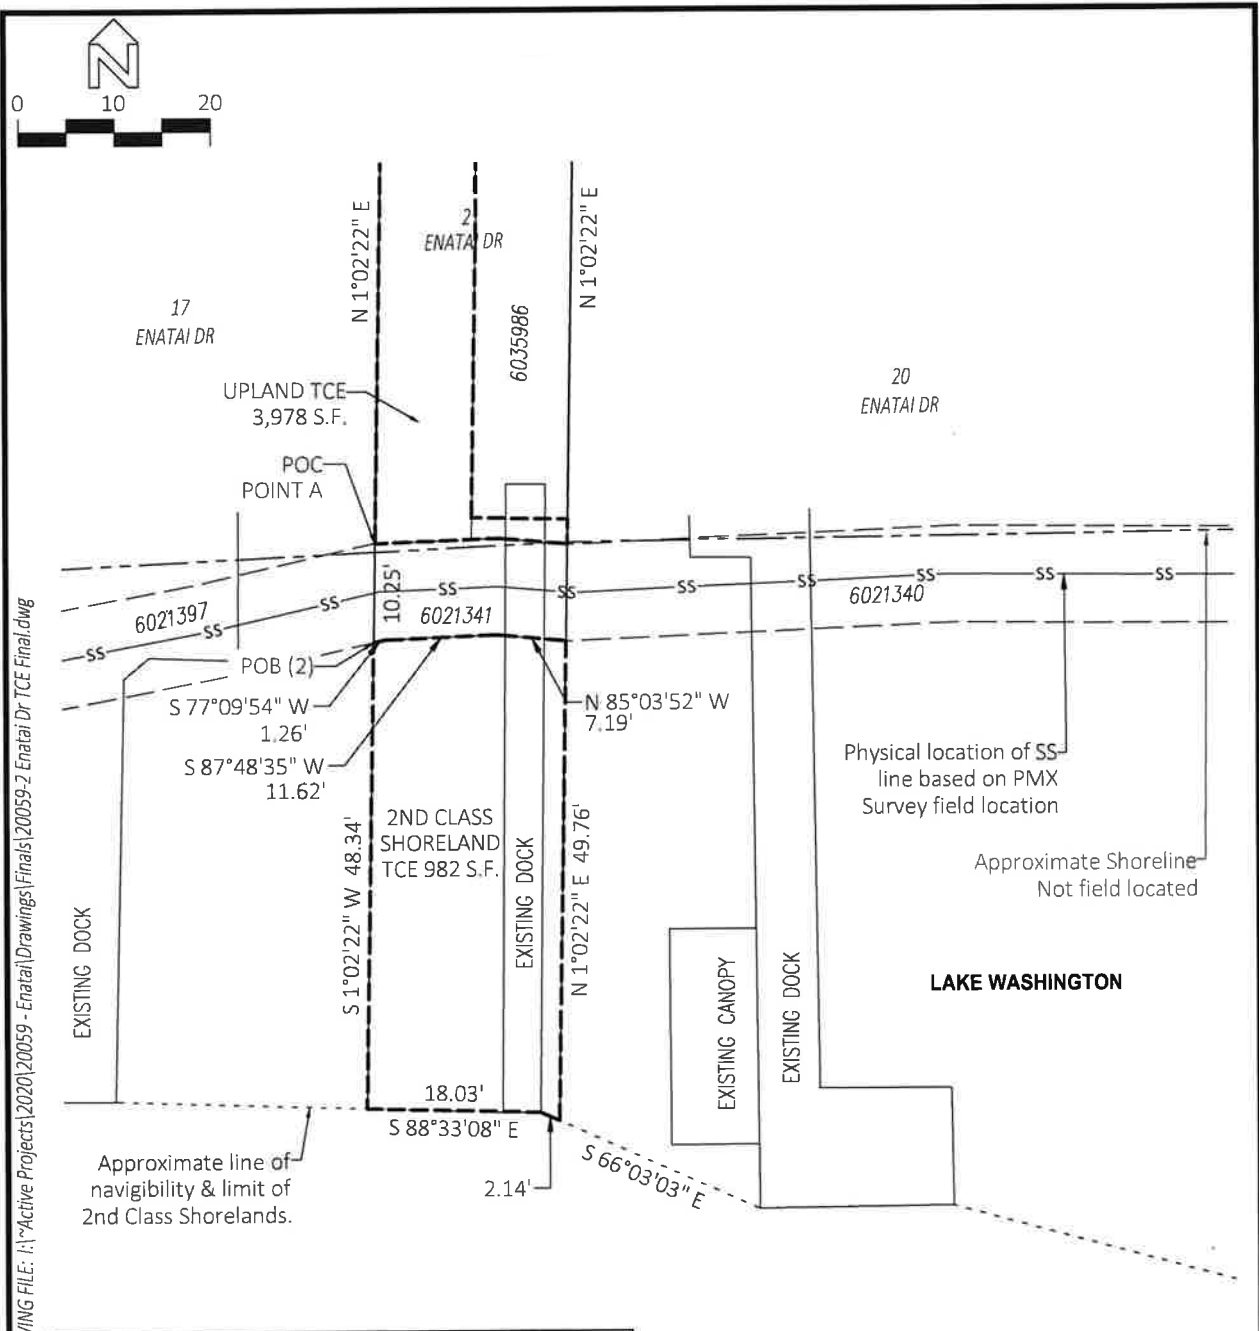 N
0 10 20
N 1°02'22" E
2
ENATAI DR
N 1°02'22" E
17
ENATAI DR
6035986
20
ENATAI DR
UPLAND TCE
3,978 S.F.
POC
POINT A
10.25'
SS
SS
SS
SS
SS
SS
SS
SS
SS
SS
6021397
6021341
6021340
POB (2)
S 77°09'54" W
1.26'
N 85°03'52" W
7.19'
S 87°48'35" W
11.62'
Physical location of SS
line based on PMX
Survey field location
2ND CLASS
SHORELAND
TCE 982 S.F.
S 1°02'22" W 48.34'
EXISTING DOCK
N 1°02'22" E 49.76'
Approximate Shoreline
Not field located
EXISTING DOCK
EXISTING CANOPY
EXISTING DOCK
LAKE WASHINGTON
18.03'
S 88°33'08" E
2.14'
S 66°03'03" E
Approximate line of
navigibility & limit of
2nd Class Shorelands.
VING FILE: I:\~Active Projects\2020\20059 - Enatai\Drawings\Finals\20059-2 Enatai Dr TCE Final.dwg